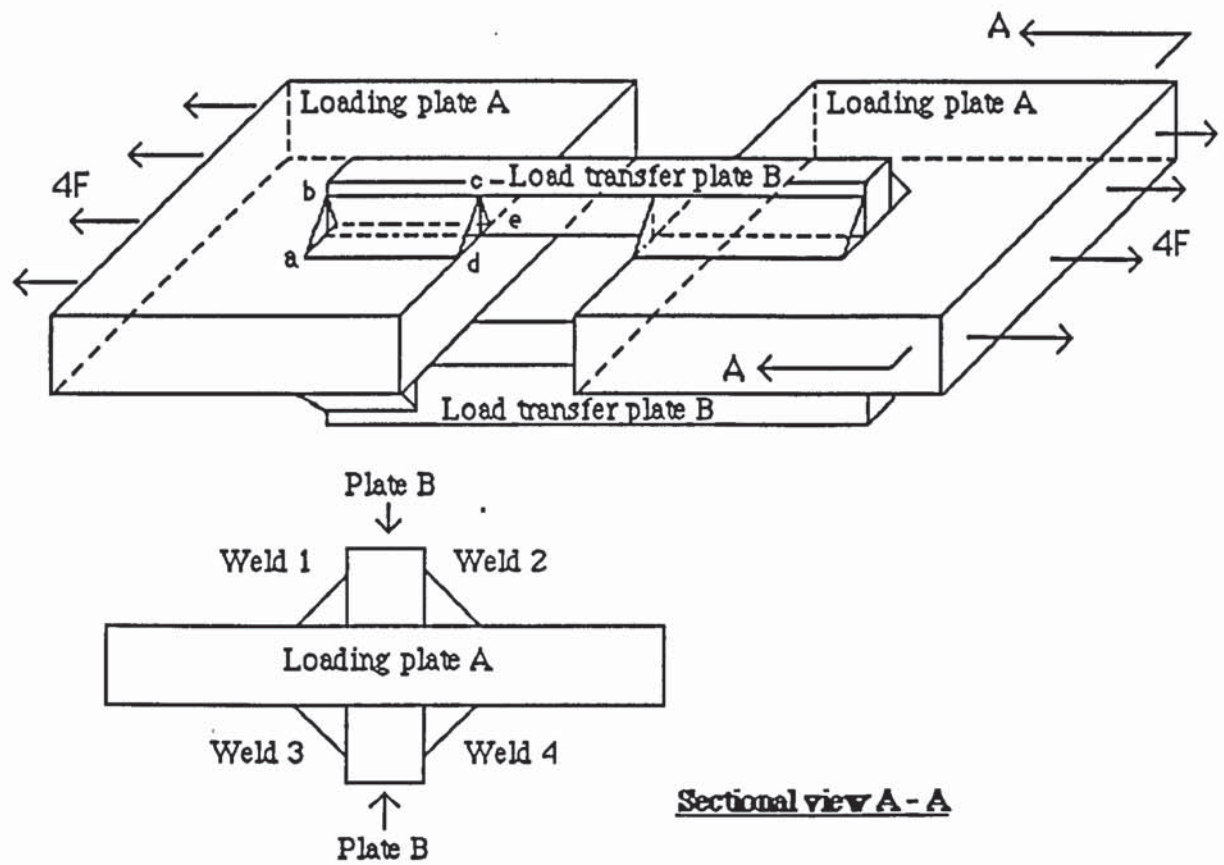 A
Loading plate A
Loading plate A
4F
b
c
Load transfer plate B
e
a
d
4F
A
Load transfer plate B
Plate B
Weld 1
Weld 2
Loading plate A
Weld 3
Weld 4
Plate B
Sectional view A - A